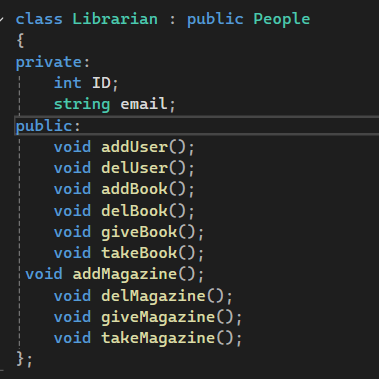 class Librarian : public People
{
private:
    int ID;
    string email;
public:
    void addUser();
    void delUser();
    void addBook();
    void delBook();
    void giveBook();
    void takeBook();
 void addMagazine();
    void delMagazine();
    void giveMagazine();
    void takeMagazine();
};